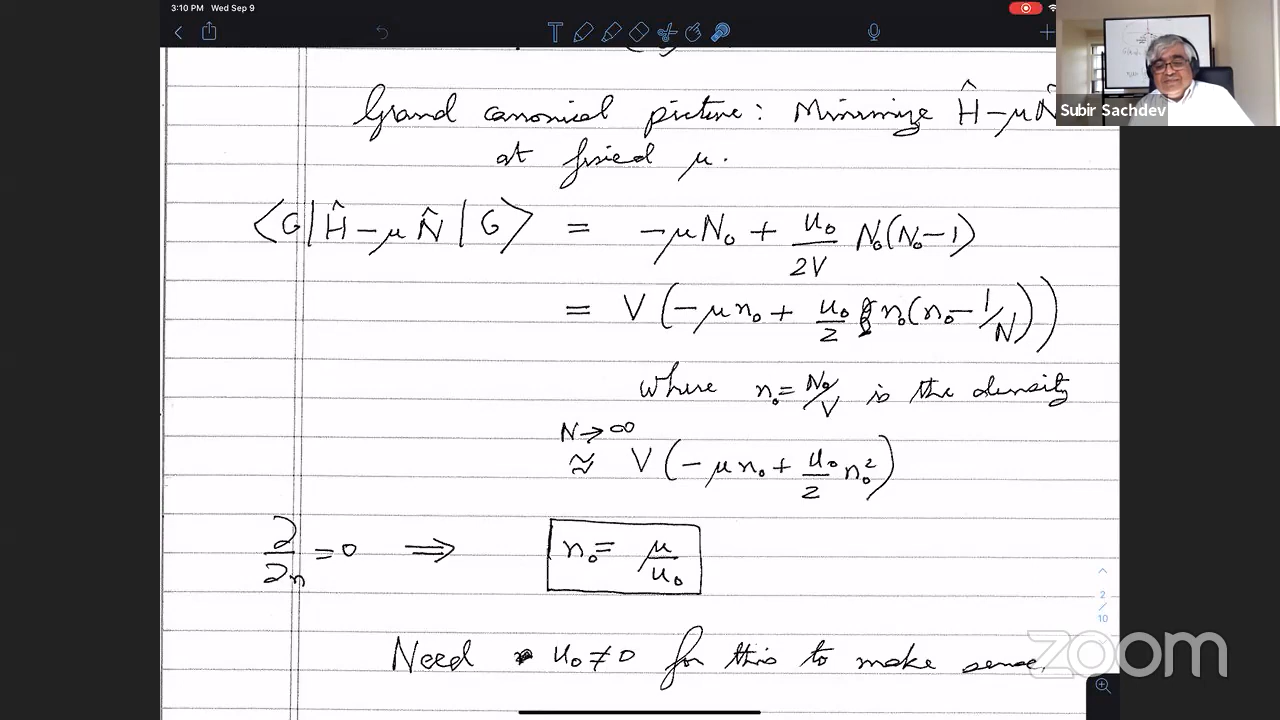 3:10 PM Wed Sep 9
Subir Sachdev
Grand canonical picture: Minimize Ĥ-μN̂
at fixed μ.
⟨G|Ĥ-μN̂|G⟩ = -μN₀ + u₀/2V N₀(N₀-1)
= V(-μn₀ + u₀/2 n₀(n₀-1/N))
where n₀ = N₀/V is the density
N→∞
≈ V(-μn₀ + u₀/2 n₀²)
∂/∂n = 0 ⟹ n₀ = μ/u₀
Need u₀≠0 for this to make sense.
2
/
10
zoom